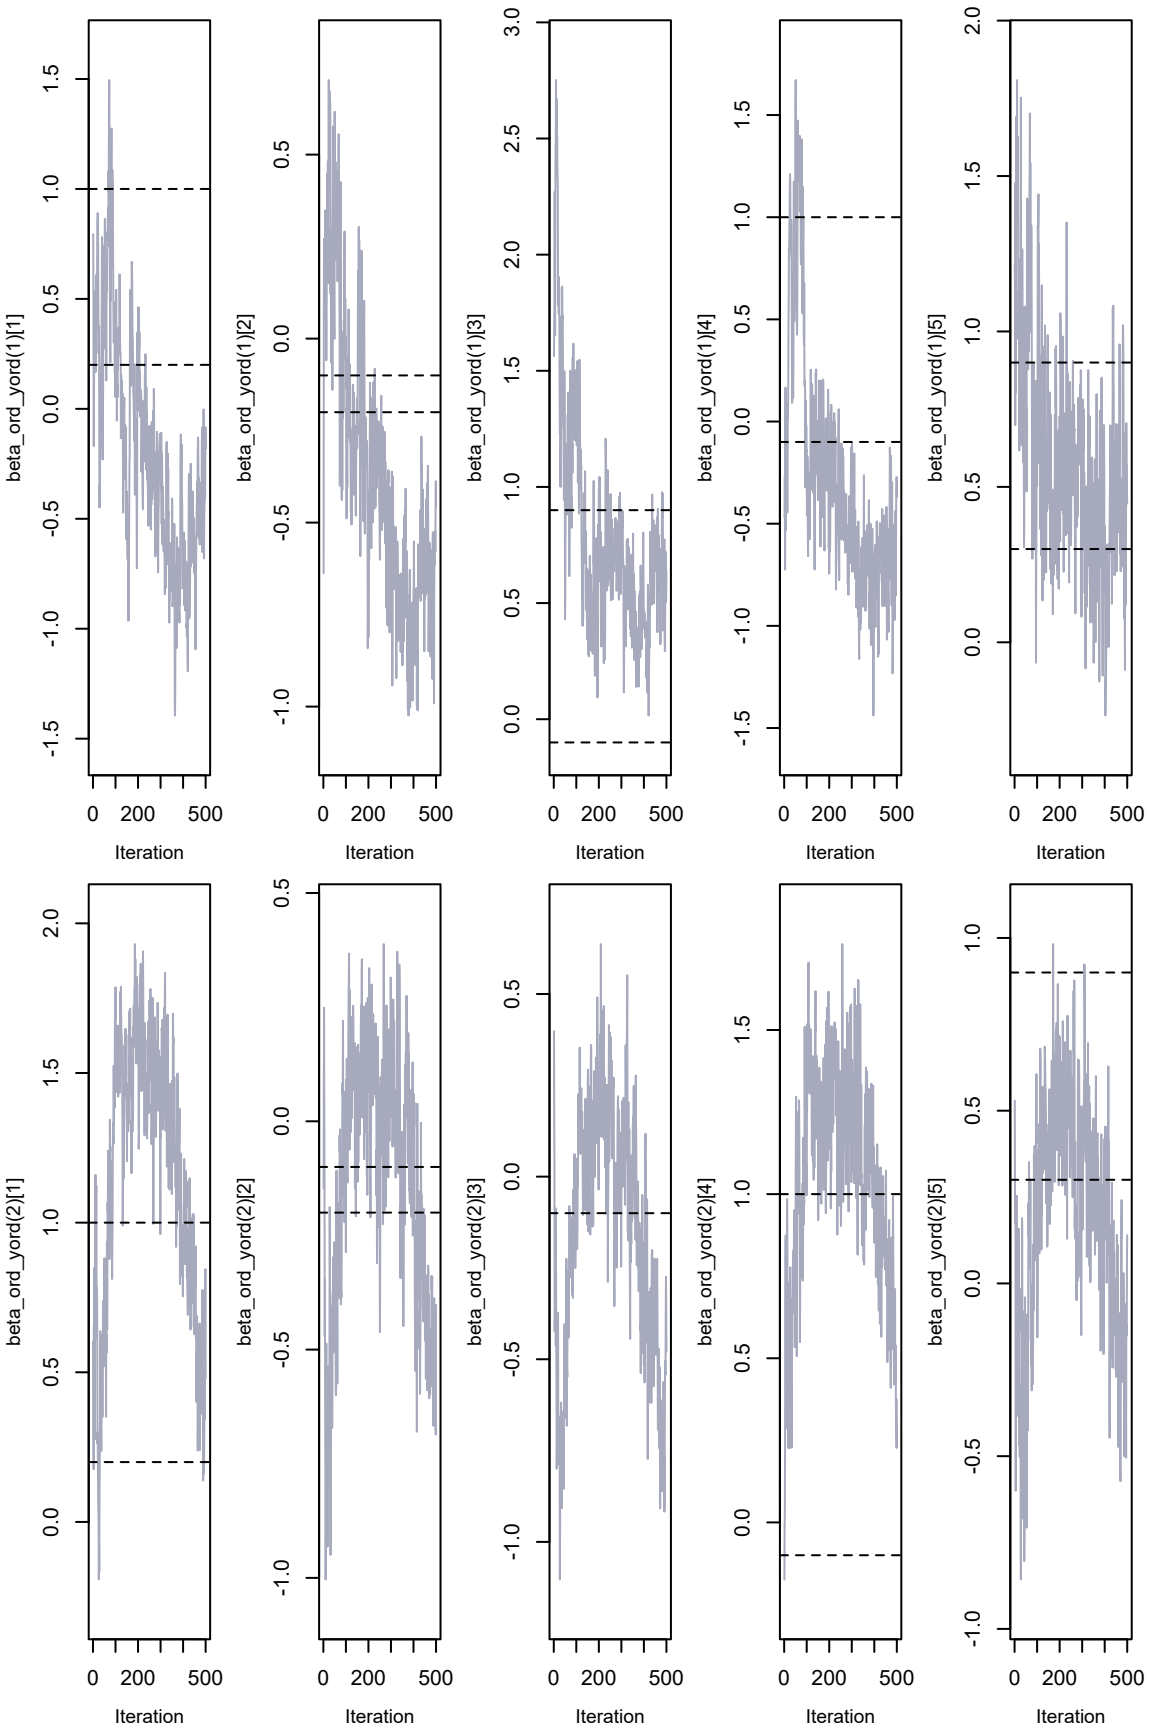 beta_ord_yord(1)[1]
-1.5 -1.0 -0.5 0.0 0.5 1.0 1.5
0 200 500
Iteration
beta_ord_yord(1)[2]
-1.0 -0.5 0.0 0.5
0 200 500
Iteration
beta_ord_yord(1)[3]
0.0 0.5 1.0 1.5 2.0 2.5 3.0
0 200 500
Iteration
beta_ord_yord(1)[4]
-1.5 -1.0 -0.5 0.0 0.5 1.0 1.5
0 200 500
Iteration
beta_ord_yord(1)[5]
0.0 0.5 1.0 1.5 2.0
0 200 500
Iteration
beta_ord_yord(2)[1]
0.0 0.5 1.0 1.5 2.0
0 200 500
Iteration
beta_ord_yord(2)[2]
-1.0 -0.5 0.0 0.5
0 200 500
Iteration
beta_ord_yord(2)[3]
-1.0 -0.5 0.0 0.5
0 200 500
Iteration
beta_ord_yord(2)[4]
0.0 0.5 1.0 1.5
0 200 500
Iteration
beta_ord_yord(2)[5]
-1.0 -0.5 0.0 0.5 1.0
0 200 500
Iteration